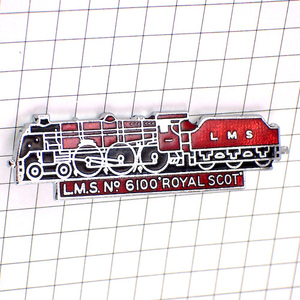 LMS
L.M.S. Nº 6100 "ROYAL SCOT"